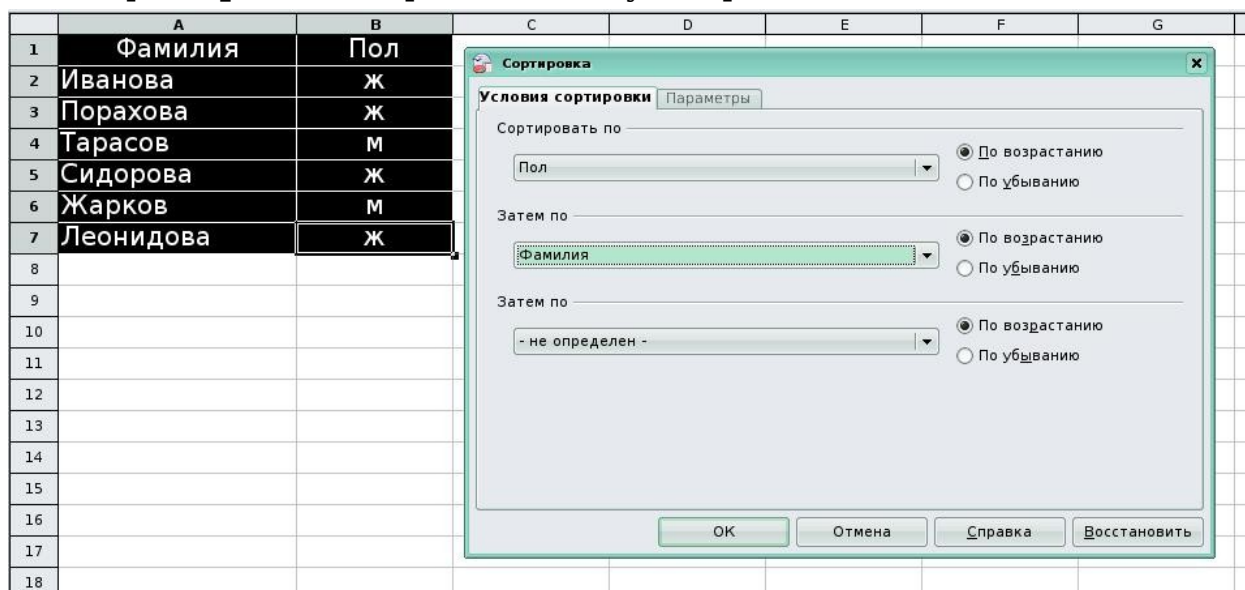 A B C D E F G
1 Фамилия Пол
2 Иванова ж
3 Порахова ж
4 Тарасов м
5 Сидорова ж
6 Жарков м
7 Леонидова ж
8
9
10
11
12
13
14
15
16
17
18
Сортировка
Условия сортировки Параметры
Сортировать по
Пол
По возрастанию
По убыванию
Затем по
Фамилия
По возрастанию
По убыванию
Затем по
- не определен -
По возрастанию
По убыванию
OK Отмена Справка Восстановить